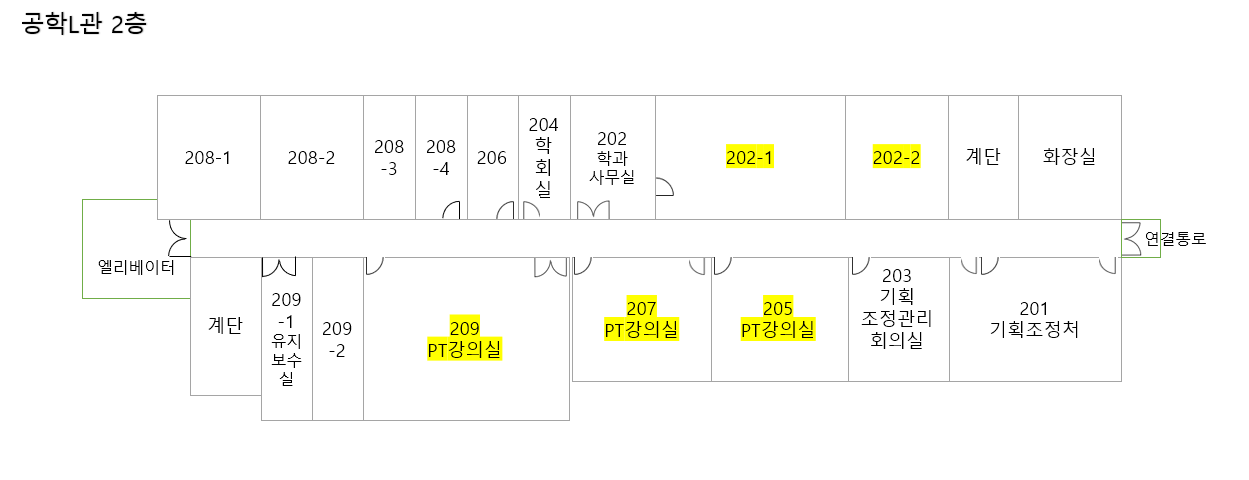 공학L관 2층
208-1
208-2
208
-3
208
-4
206
204
학
회
실
202
학과
사무실
202-1
202-2
계단
화장실
엘리베이터
연결통로
계단
209
-1
유지
보수
실
209
-2
209
PT강의실
207
PT강의실
205
PT강의실
203
기획
조정관리
회의실
201
기획조정처